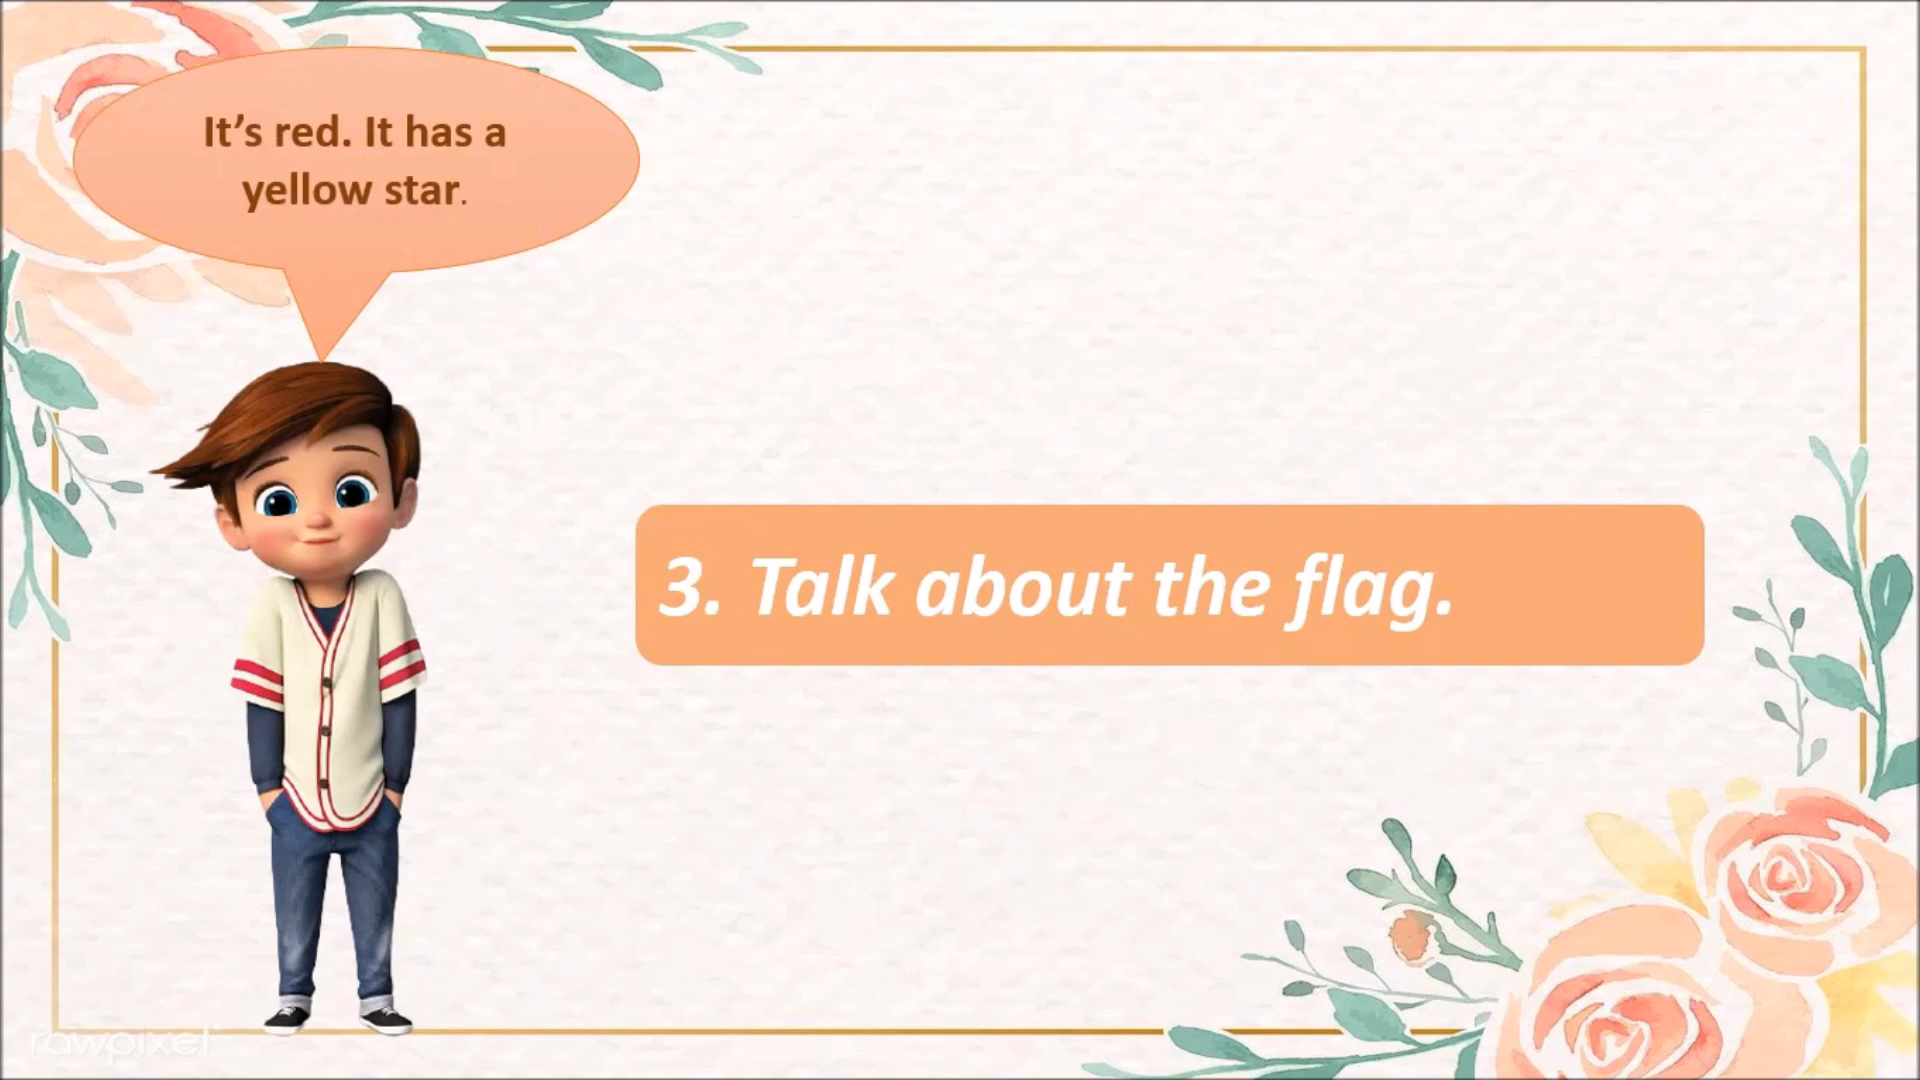 It’s red. It has a
yellow star.
3. Talk about the flag.
rawpixel